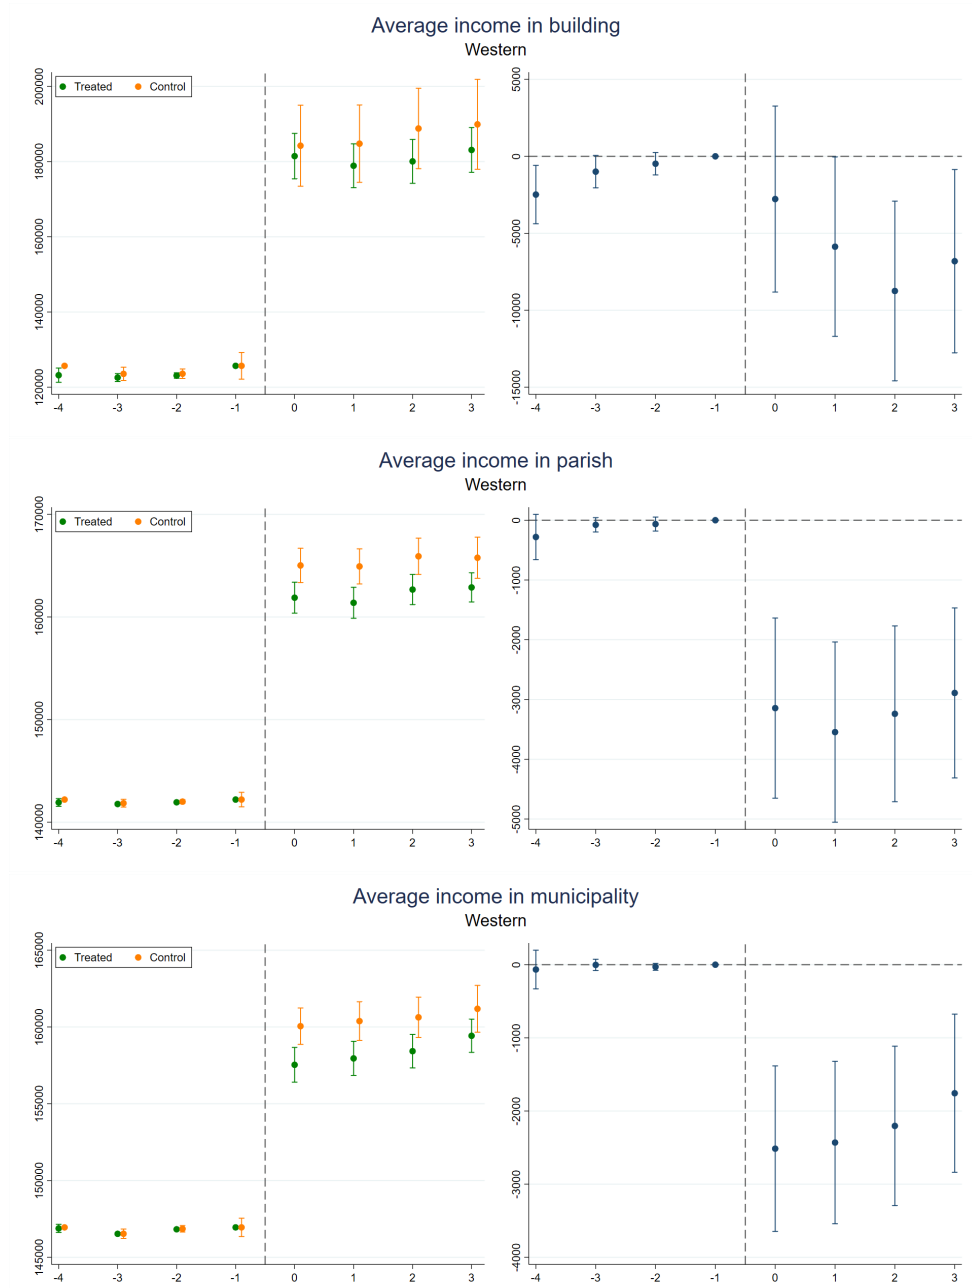 Average income in building
Western
Treated Control
200000
180000
160000
140000
120000
-4 -3 -2 -1 0 1 2 3
5000
0
-5000
-10000
-15000
-4 -3 -2 -1 0 1 2 3
Average income in parish
Western
Treated Control
170000
160000
150000
140000
-4 -3 -2 -1 0 1 2 3
0
-1000
-2000
-3000
-4000
-5000
-4 -3 -2 -1 0 1 2 3
Average income in municipality
Western
Treated Control
165000
160000
155000
150000
145000
-4 -3 -2 -1 0 1 2 3
0
-1000
-2000
-3000
-4000
-4 -3 -2 -1 0 1 2 3